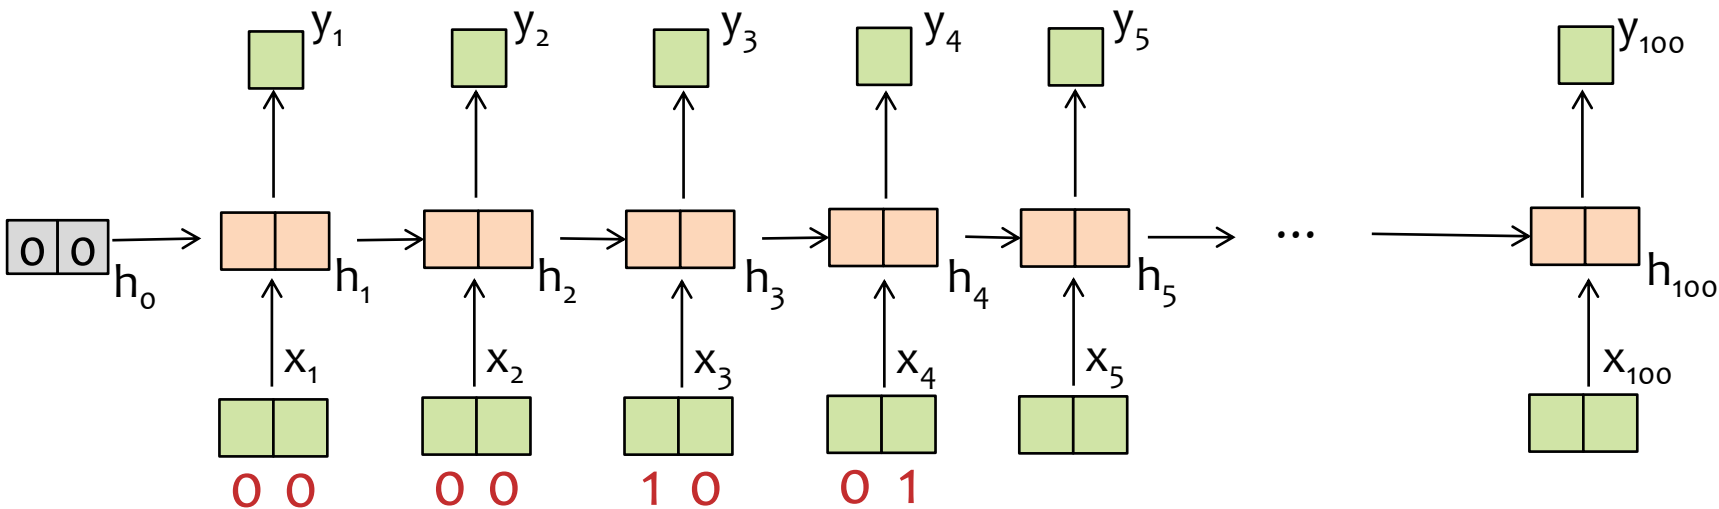 y₁ y₂ y₃ y₄ y₅ y₁₀₀
0 0 h₀ h₁ h₂ h₃ h₄ h₅ ... h₁₀₀
x₁ x₂ x₃ x₄ x₅ x₁₀₀
0 0 0 0 1 0 0 1